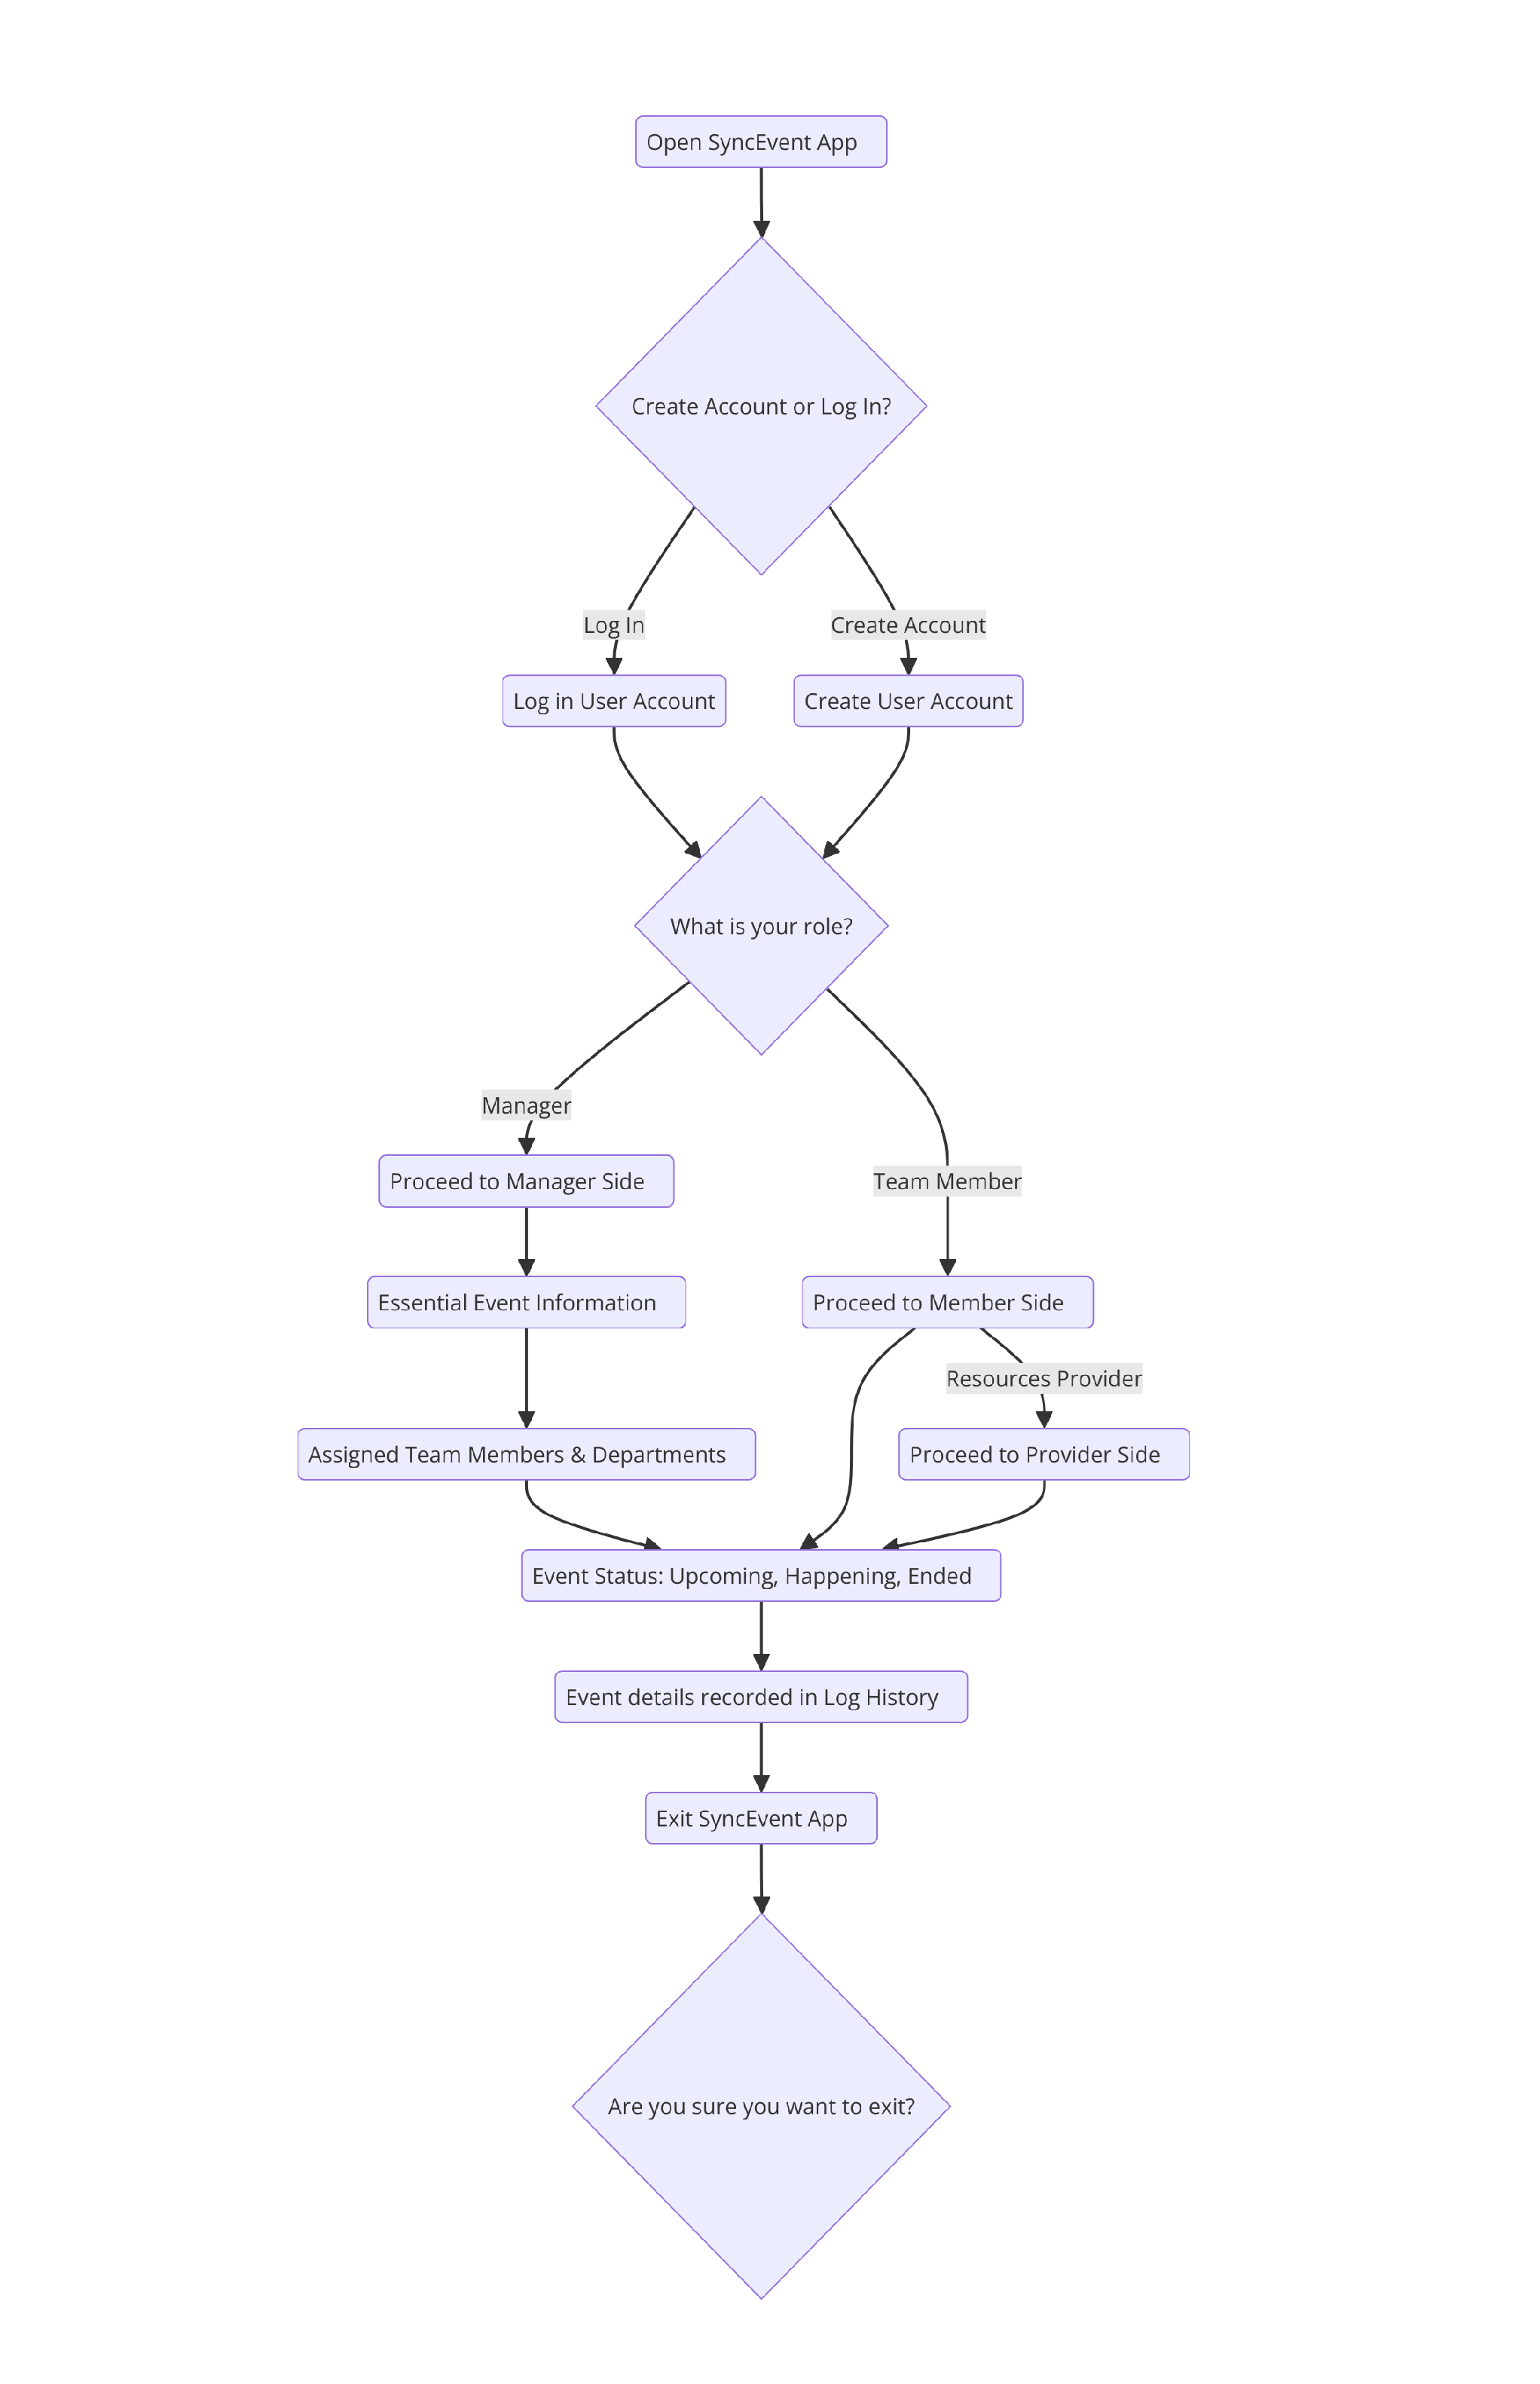 Open SyncEvent App
Create Account or Log In?
Log In
Create Account
Log in User Account
Create User Account
What is your role?
Manager
Proceed to Manager Side
Team Member
Essential Event Information
Proceed to Member Side
Resources Provider
Assigned Team Members & Departments
Proceed to Provider Side
Event Status: Upcoming, Happening, Ended
Event details recorded in Log History
Exit SyncEvent App
Are you sure you want to exit?